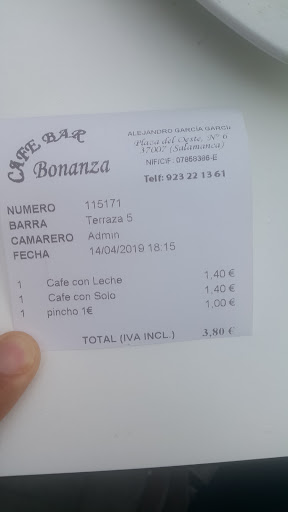 CAFE BAR
Bonanza
ALEJANDRO GARCÍA GARCIA
Plaza del Oeste, Nº 6
37007 (Salamanca)
NIF/CIF: 07868396-E
Telf: 923 22 13 61
NUMERO 115171
BARRA Terraza 5
CAMARERO Admin
FECHA 14/04/2019 18:15
1 Cafe con Leche 1,40 €
1 Cafe con Solo 1,40 €
1 pincho 1€ 1,00 €
TOTAL (IVA INCL.) 3,80 €